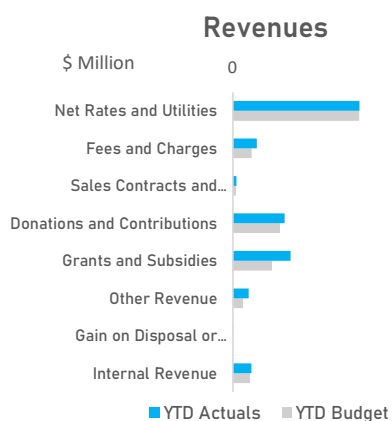 Revenues
$ Million 0
Net Rates and Utilities
Fees and Charges
Sales Contracts and...
Donations and Contributions
Grants and Subsidies
Other Revenue
Gain on Disposal or...
Internal Revenue
YTD Actuals YTD Budget